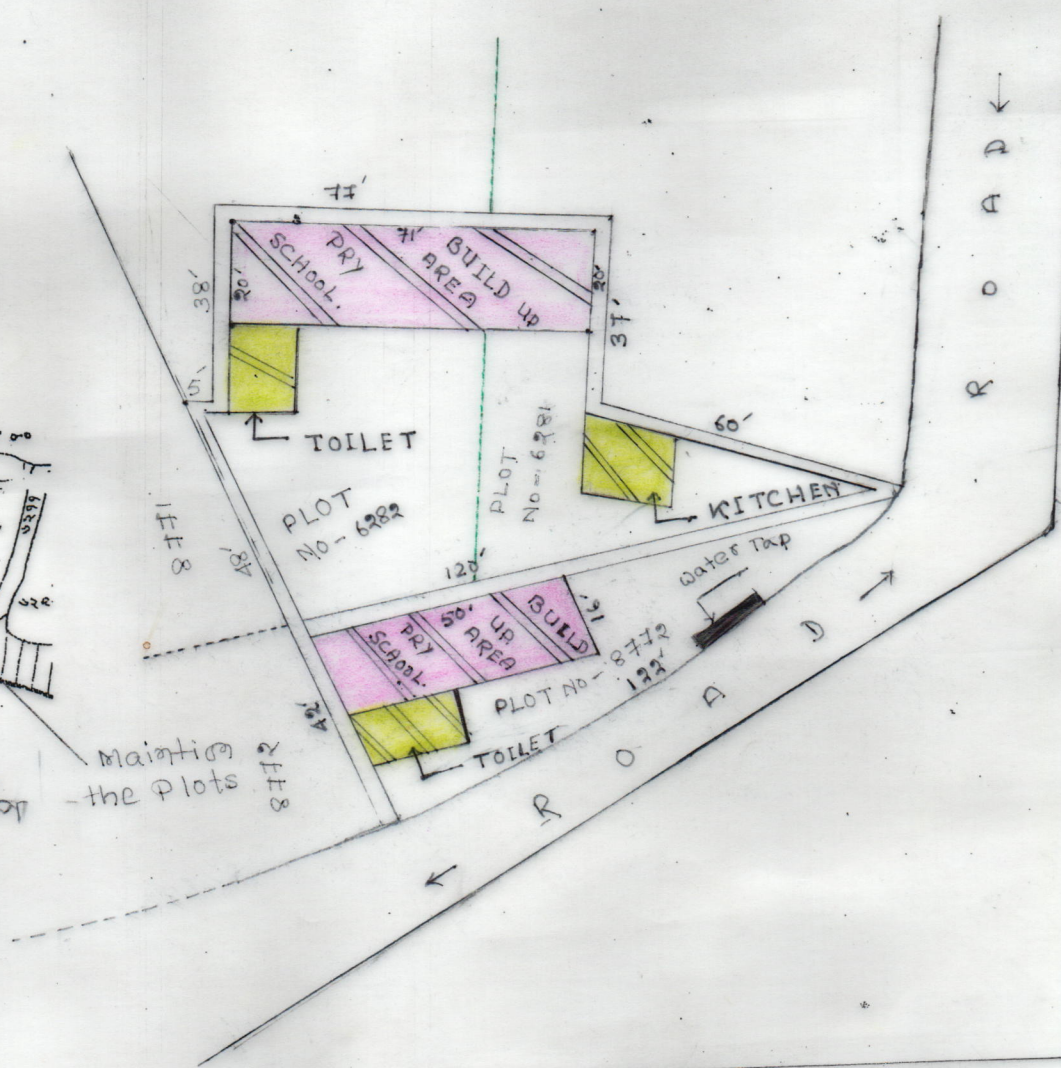 ROAD
77'
71'
PRY
SCHOOL.
BUILD UP
AREA
38'
20'
20'
37'
5'
TOILET
60'
KITCHEN
PLOT
No-6281
PLOT
NO-6282
8771
48'
120'
Water Tap
PRY
SCHOOL.
50'
BUILD
UP
AREA
16'
PLOT NO-8772
122'
TOILET
42'
8772
Maintion
the Plots
ROAD